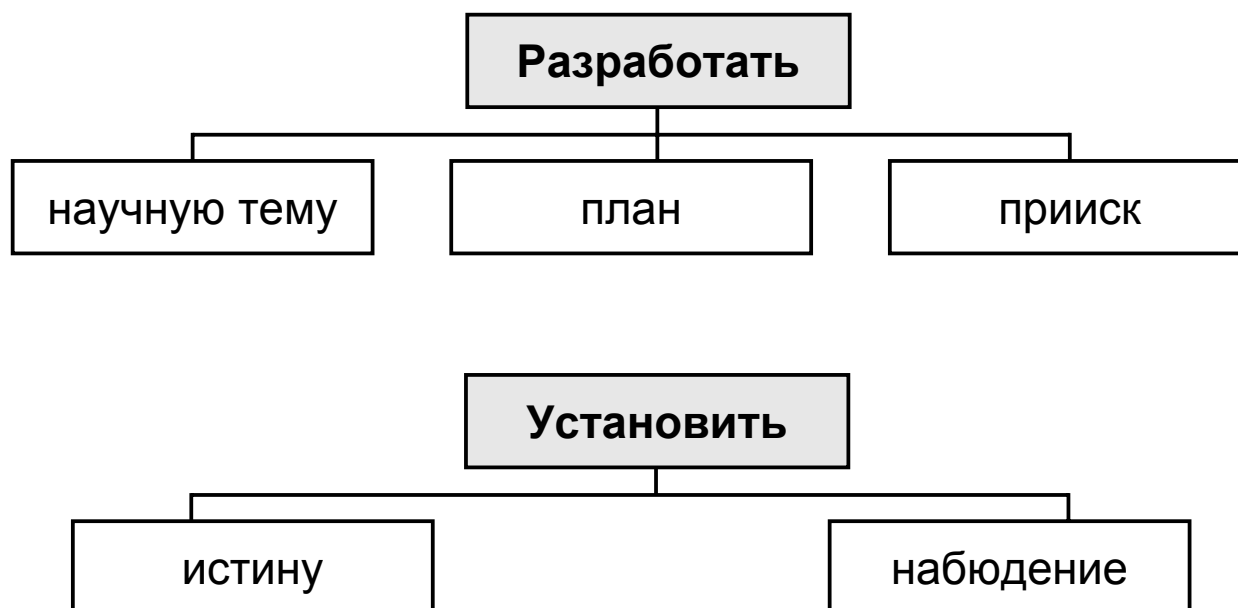 Разработать
научную тему план прииск
Установить
истину набюдение